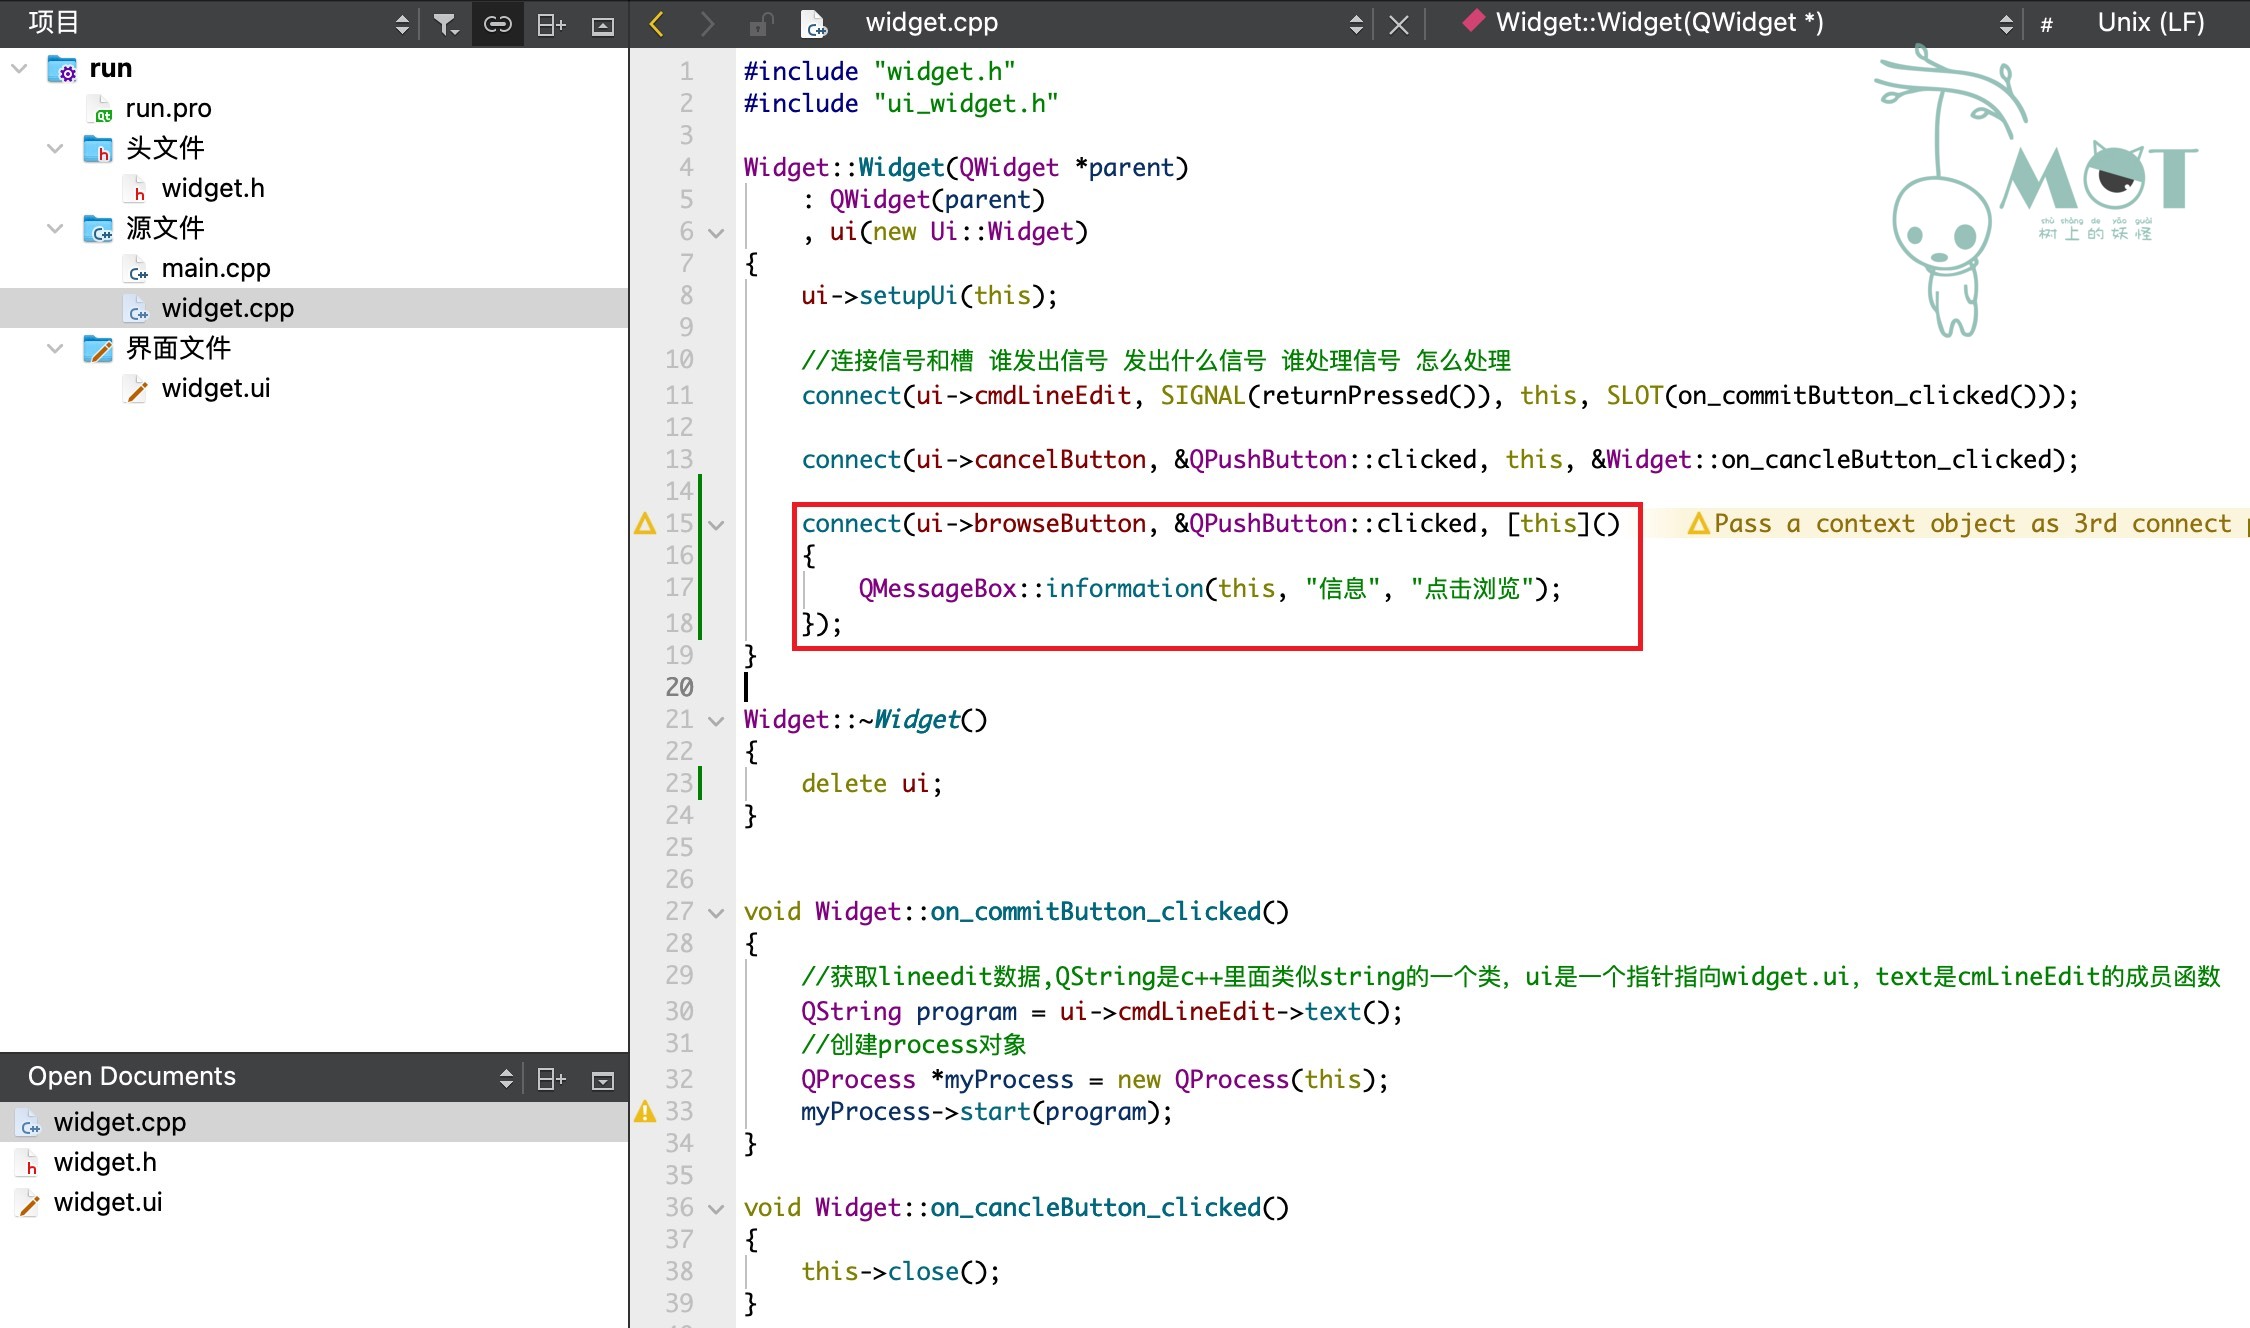 项目
widget.cpp
Widget::Widget(QWidget *)
#
Unix (LF)
run
run.pro
头文件
widget.h
源文件
main.cpp
widget.cpp
界面文件
widget.ui
Open Documents
widget.cpp
widget.h
widget.ui
1 #include "widget.h"
2 #include "ui_widget.h"
3
4 Widget::Widget(QWidget *parent)
5     : QWidget(parent)
6     , ui(new Ui::Widget)
7 {
8     ui->setupUi(this);
9
10     //连接信号和槽 谁发出信号 发出什么信号 谁处理信号 怎么处理
11     connect(ui->cmdLineEdit, SIGNAL(returnPressed()), this, SLOT(on_commitButton_clicked()));
12
13     connect(ui->cancelButton, &QPushButton::clicked, this, &Widget::on_cancleButton_clicked);
14
15     connect(ui->browseButton, &QPushButton::clicked, [this]() Pass a context object as 3rd connect
16     {
17         QMessageBox::information(this, "信息", "点击浏览");
18     });
19 }
20
21 Widget::~Widget()
22 {
23     delete ui;
24 }
25
26
27 void Widget::on_commitButton_clicked()
28 {
29     //获取lineedit数据,QString是c++里面类似string的一个类，ui是一个指针指向widget.ui，text是cmLineEdit的成员函数
30     QString program = ui->cmdLineEdit->text();
31     //创建process对象
32     QProcess *myProcess = new QProcess(this);
33     myProcess->start(program);
34 }
35
36 void Widget::on_cancleButton_clicked()
37 {
38     this->close();
39 }
MOT
shù shàng de yāo guài
树上的妖怪